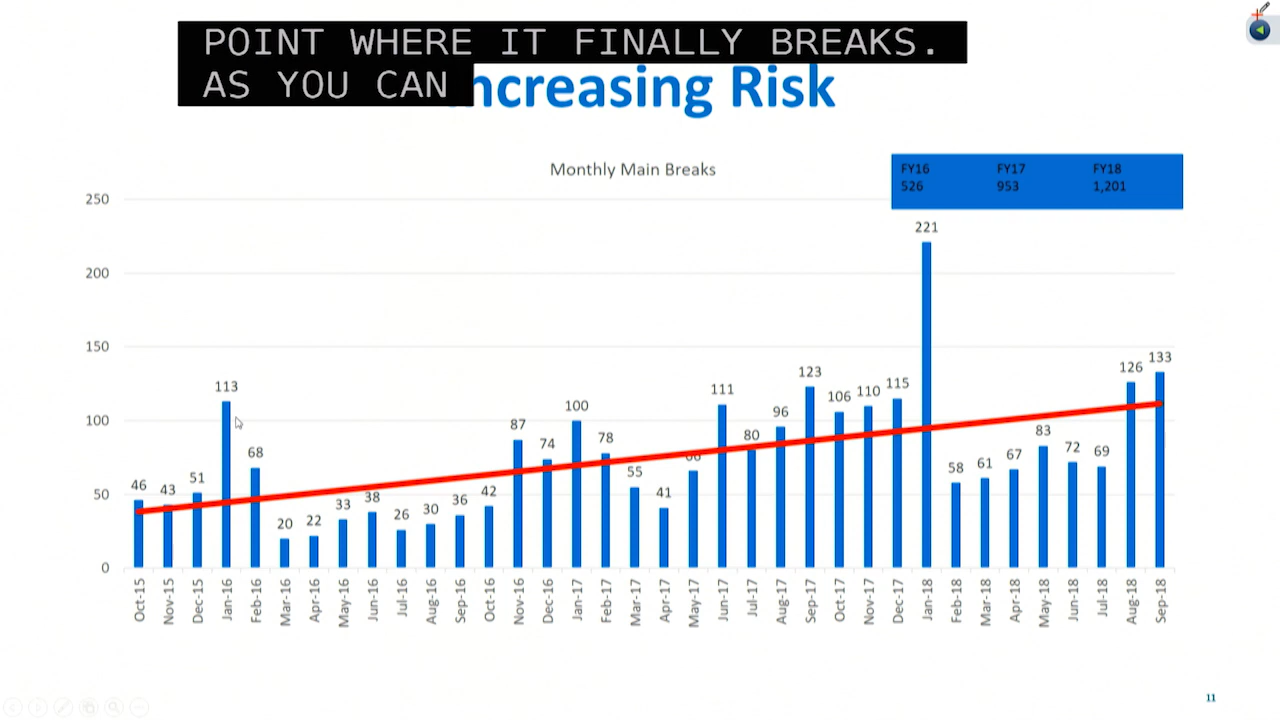 POINT WHERE IT FINALLY BREAKS.
AS YOU CAN
ncreasing Risk
Monthly Main Breaks
FY16 FY17 FY18
526 953 1,201
250
200
150
100
50
0
46 43 51 113 68 20 22 33 38 26 30 36 42 87 74 100 78 55 41 66 111 80 96 123 106 110 115 221 58 61 67 83 72 69 126 133
Oct-15 Nov-15 Dec-15 Jan-16 Feb-16 Mar-16 Apr-16 May-16 Jun-16 Jul-16 Aug-16 Sep-16 Oct-16 Nov-16 Dec-16 Jan-17 Feb-17 Mar-17 Apr-17 May-17 Jun-17 Jul-17 Aug-17 Sep-17 Oct-17 Nov-17 Dec-17 Jan-18 Feb-18 Mar-18 Apr-18 May-18 Jun-18 Jul-18 Aug-18 Sep-18
11